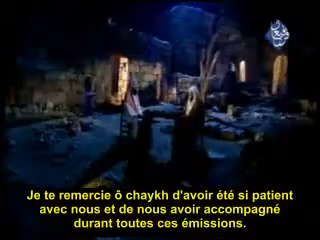 Je te remercie ô chaykh d'avoir été si patient
avec nous et de nous avoir accompagné
durant toutes ces émissions.